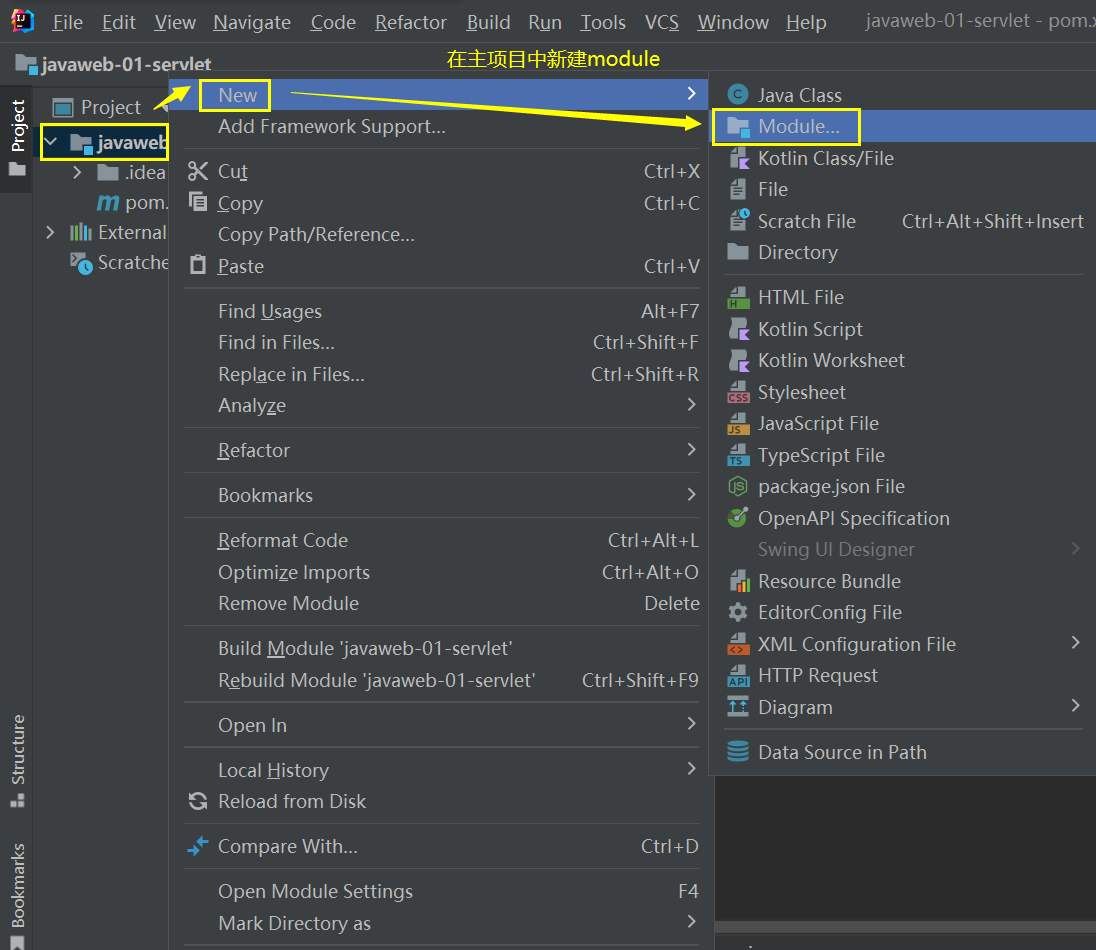 File Edit View Navigate Code Refactor Build Run Tools VCS Window Help javaweb-01-servlet - pom.x
javaweb-01-servlet
在主项目中新建module
Project
Project
javaweb
.idea
pom.
External
Scratche
Structure
Bookmarks
New
Add Framework Support...
Cut Ctrl+X
Copy Ctrl+C
Copy Path/Reference...
Paste Ctrl+V
Find Usages Alt+F7
Find in Files... Ctrl+Shift+F
Replace in Files... Ctrl+Shift+R
Analyze
Refactor
Bookmarks
Reformat Code Ctrl+Alt+L
Optimize Imports Ctrl+Alt+O
Remove Module Delete
Build Module 'javaweb-01-servlet'
Rebuild Module 'javaweb-01-servlet' Ctrl+Shift+F9
Open In
Local History
Reload from Disk
Compare With... Ctrl+D
Open Module Settings F4
Mark Directory as
Java Class
Module...
Kotlin Class/File
File
Scratch File Ctrl+Alt+Shift+Insert
Directory
HTML File
Kotlin Script
Kotlin Worksheet
Stylesheet
JavaScript File
TypeScript File
package.json File
OpenAPI Specification
Swing UI Designer
Resource Bundle
EditorConfig File
XML Configuration File
HTTP Request
Diagram
Data Source in Path